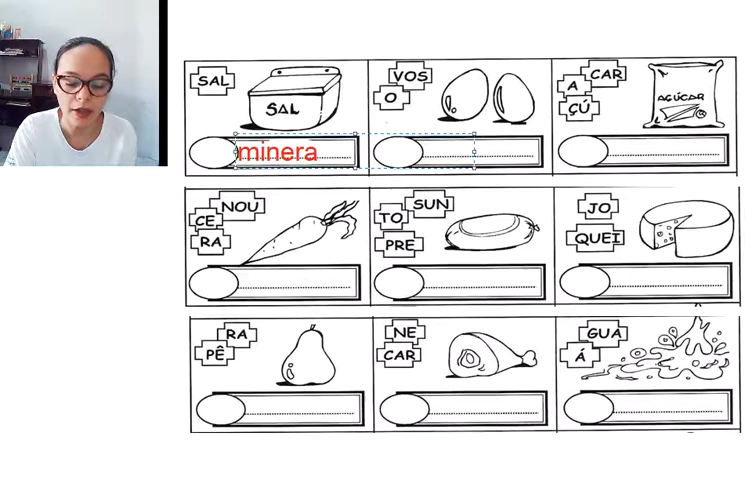 SAL
SAL
VOS
O
CAR
A
ÇÚ
AÇÚCAR
minera
NOU
CE
RA
SUN
TO
PRE
JO
QUEI
RA
PÊ
NE
CAR
GUA
Á